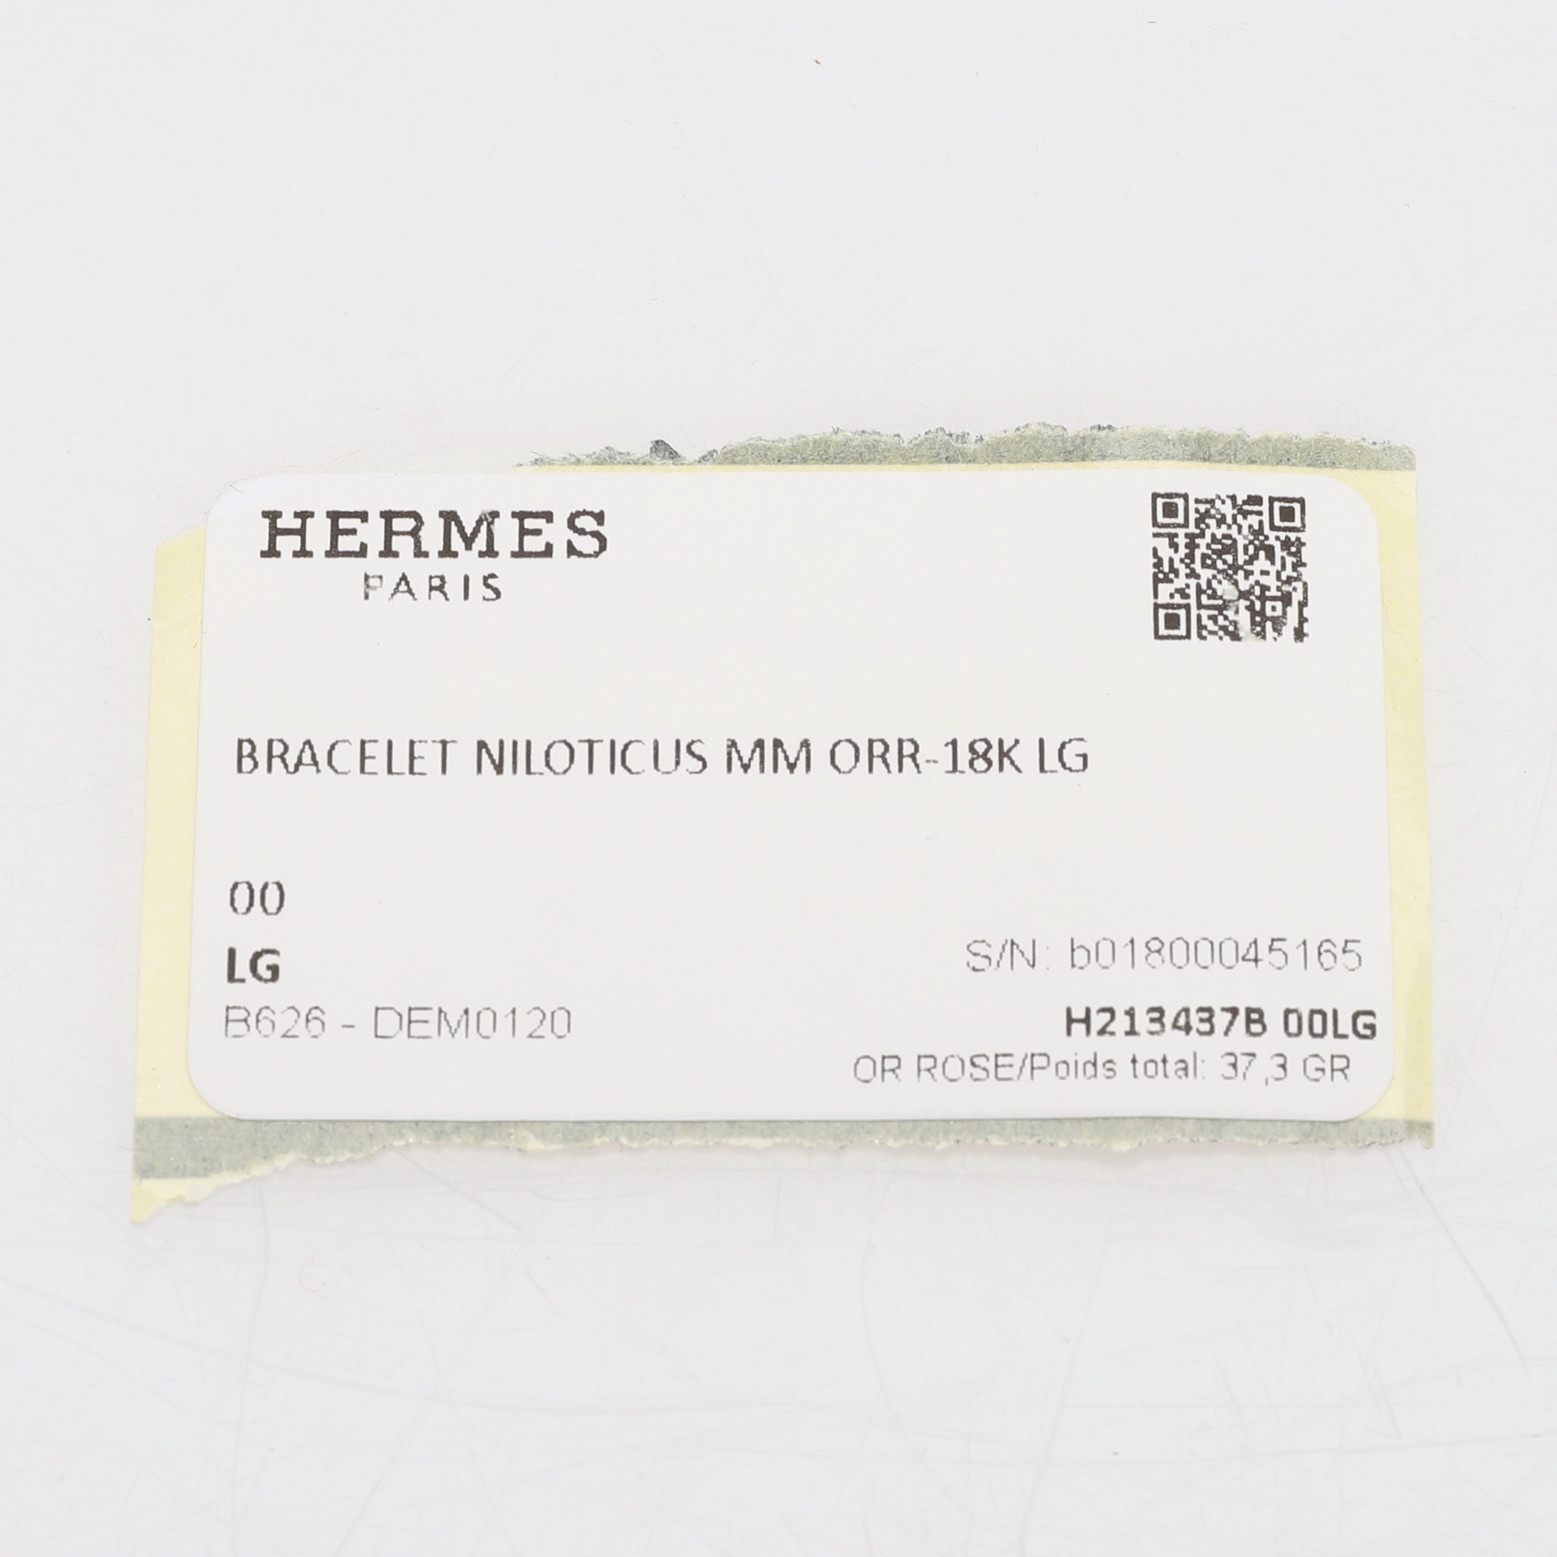 HERMES
PARIS
BRACELET NILOTICUS MM ORR-18K LG
00
LG
S/N: b01800045165
B626 - DEM0120
H213437B 00LG
OR ROSE/Poids total: 37,3 GR